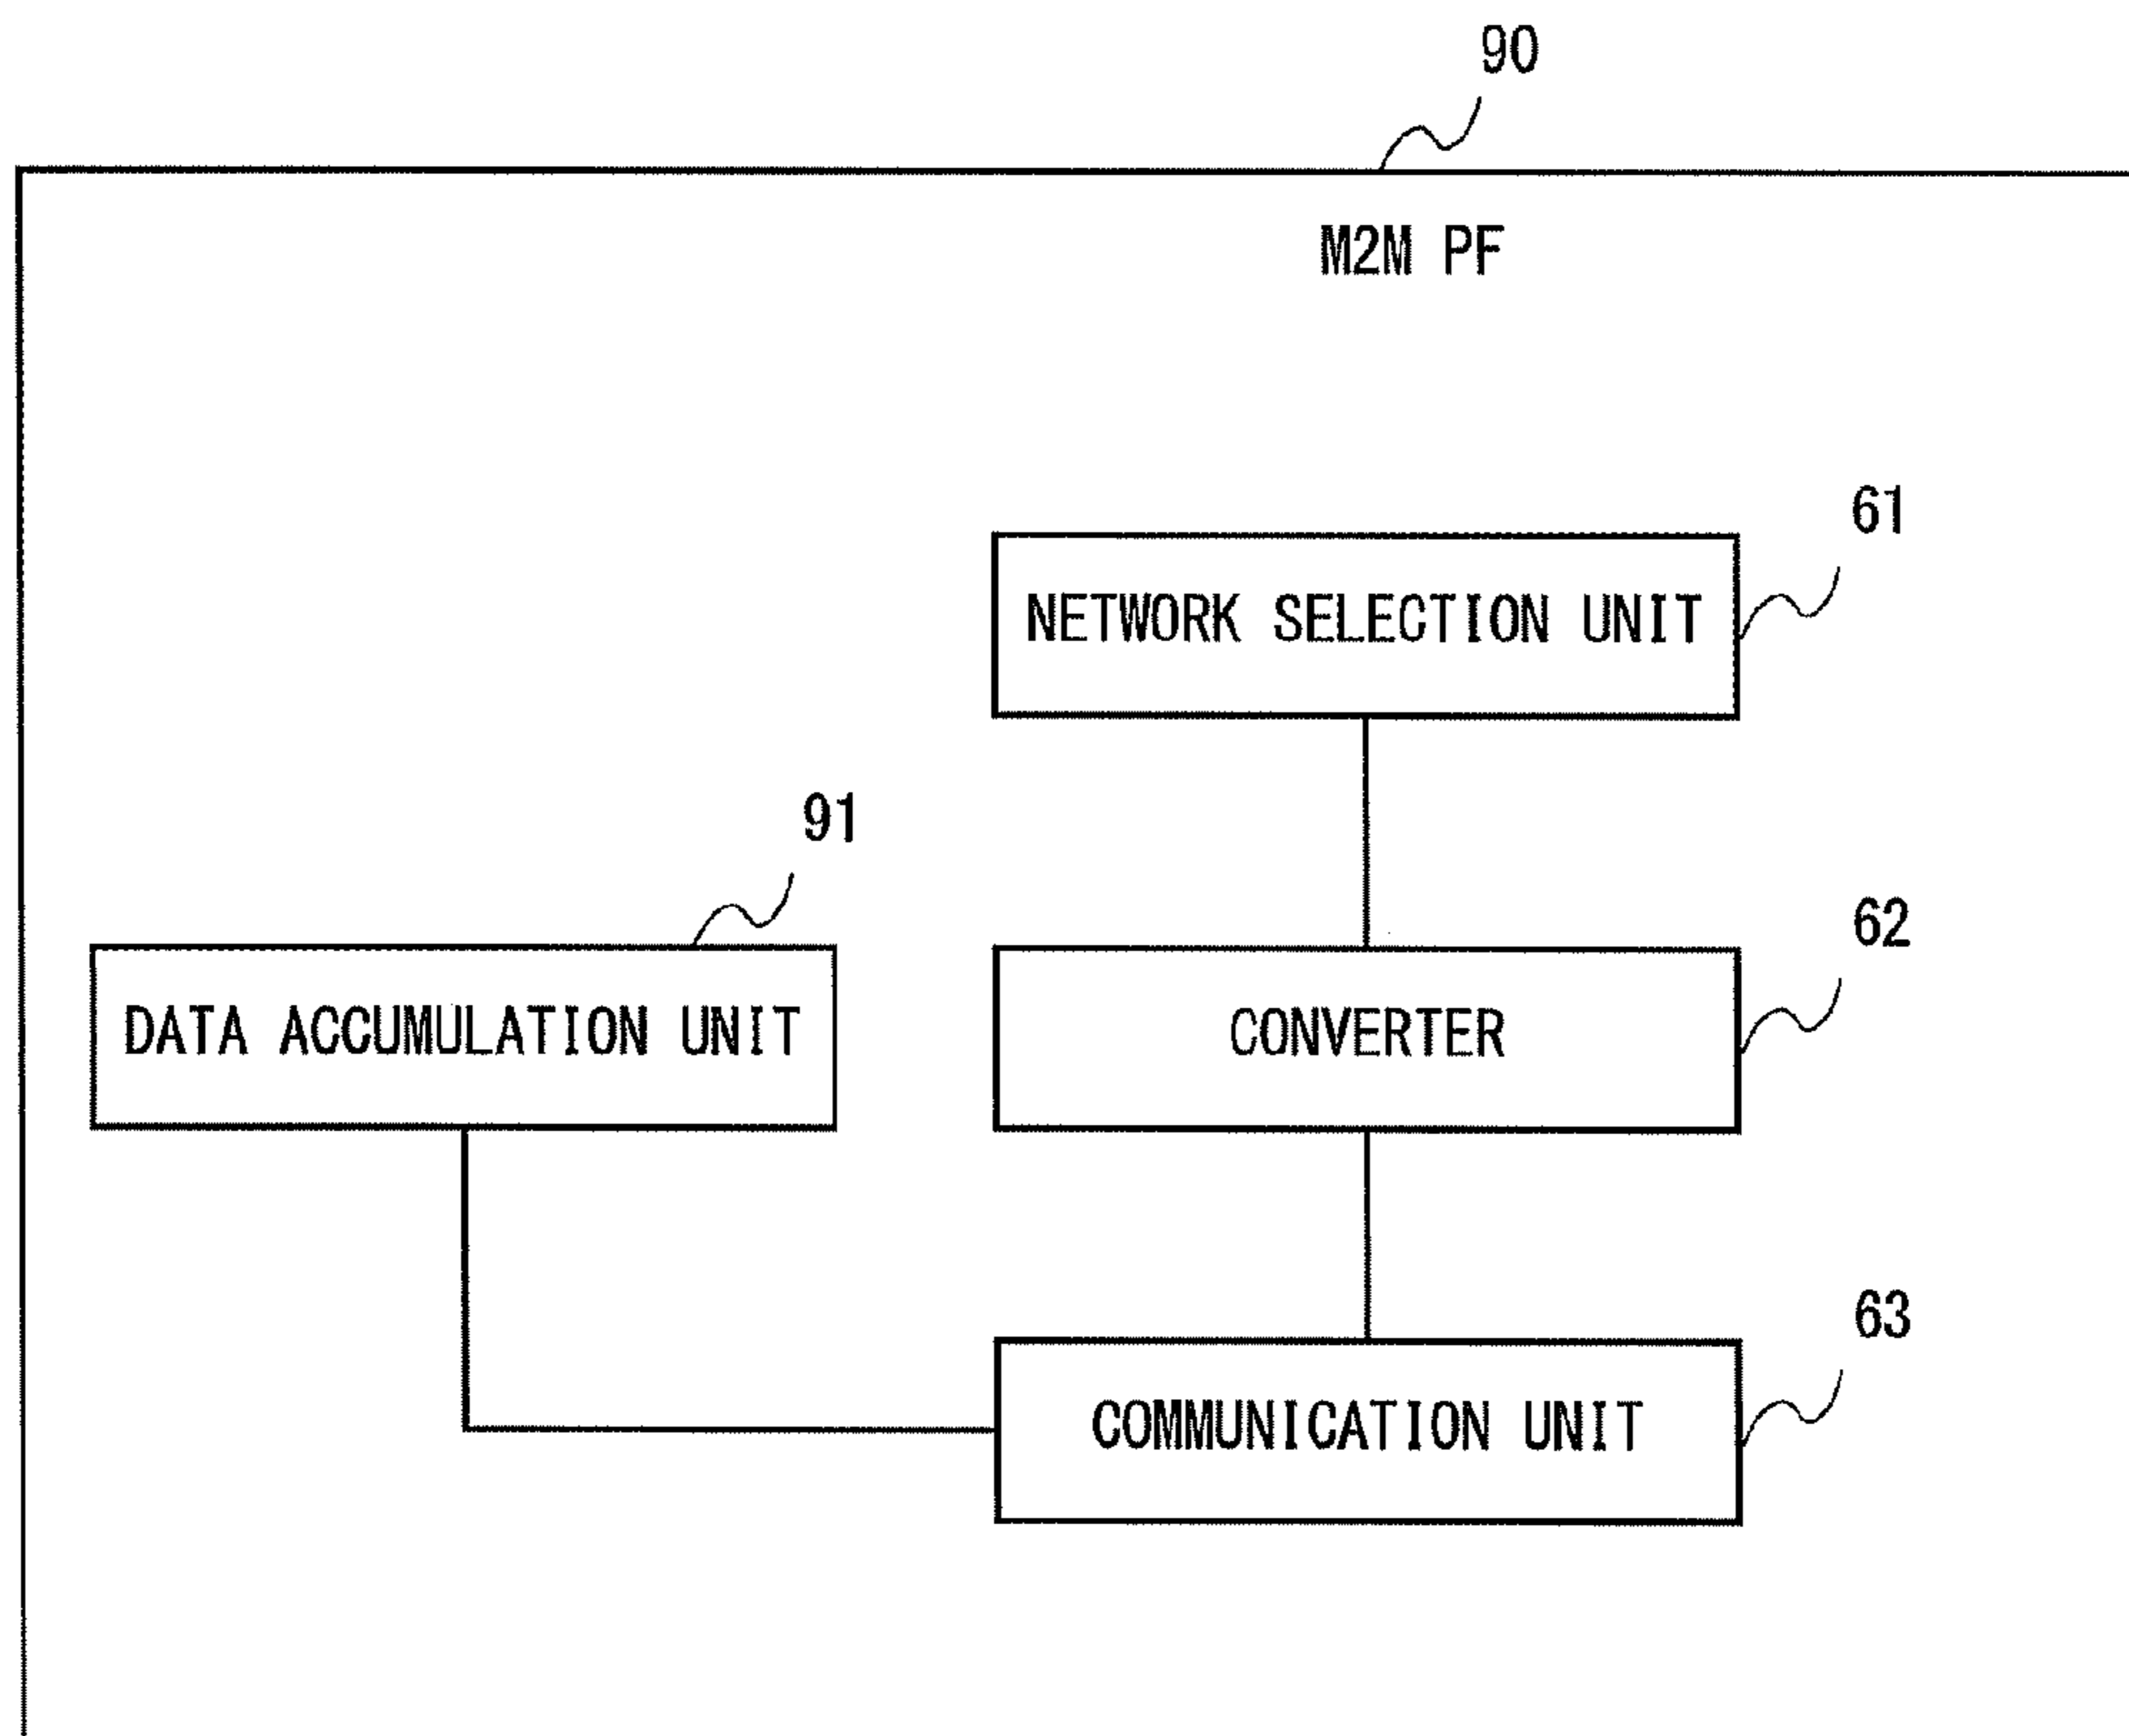 90
M2M PF
61
NETWORK SELECTION UNIT
91
62
DATA ACCUMULATION UNIT
CONVERTER
63
COMMUNICATION UNIT